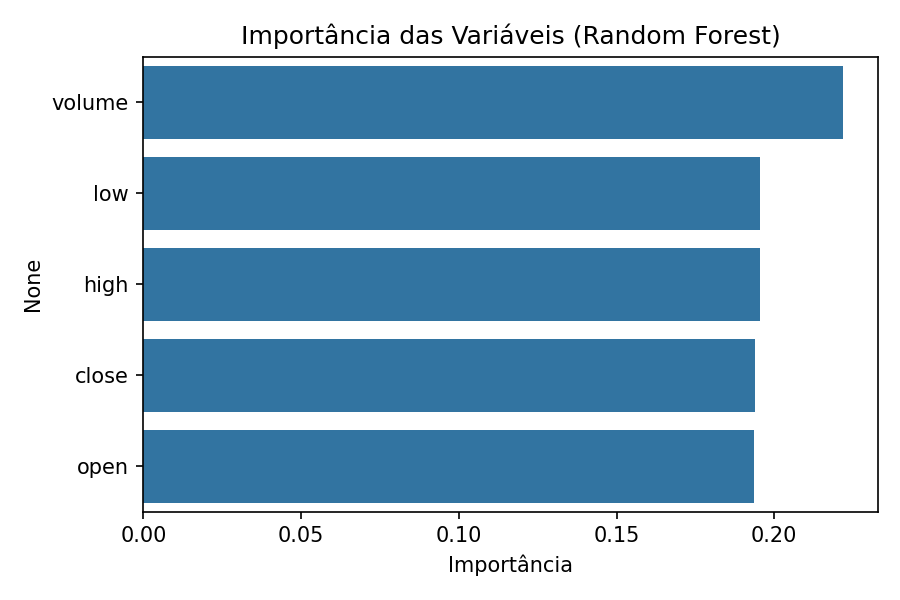 Importância das Variáveis (Random Forest)
None
volume
low
high
close
open
0.00 0.05 0.10 0.15 0.20
Importância